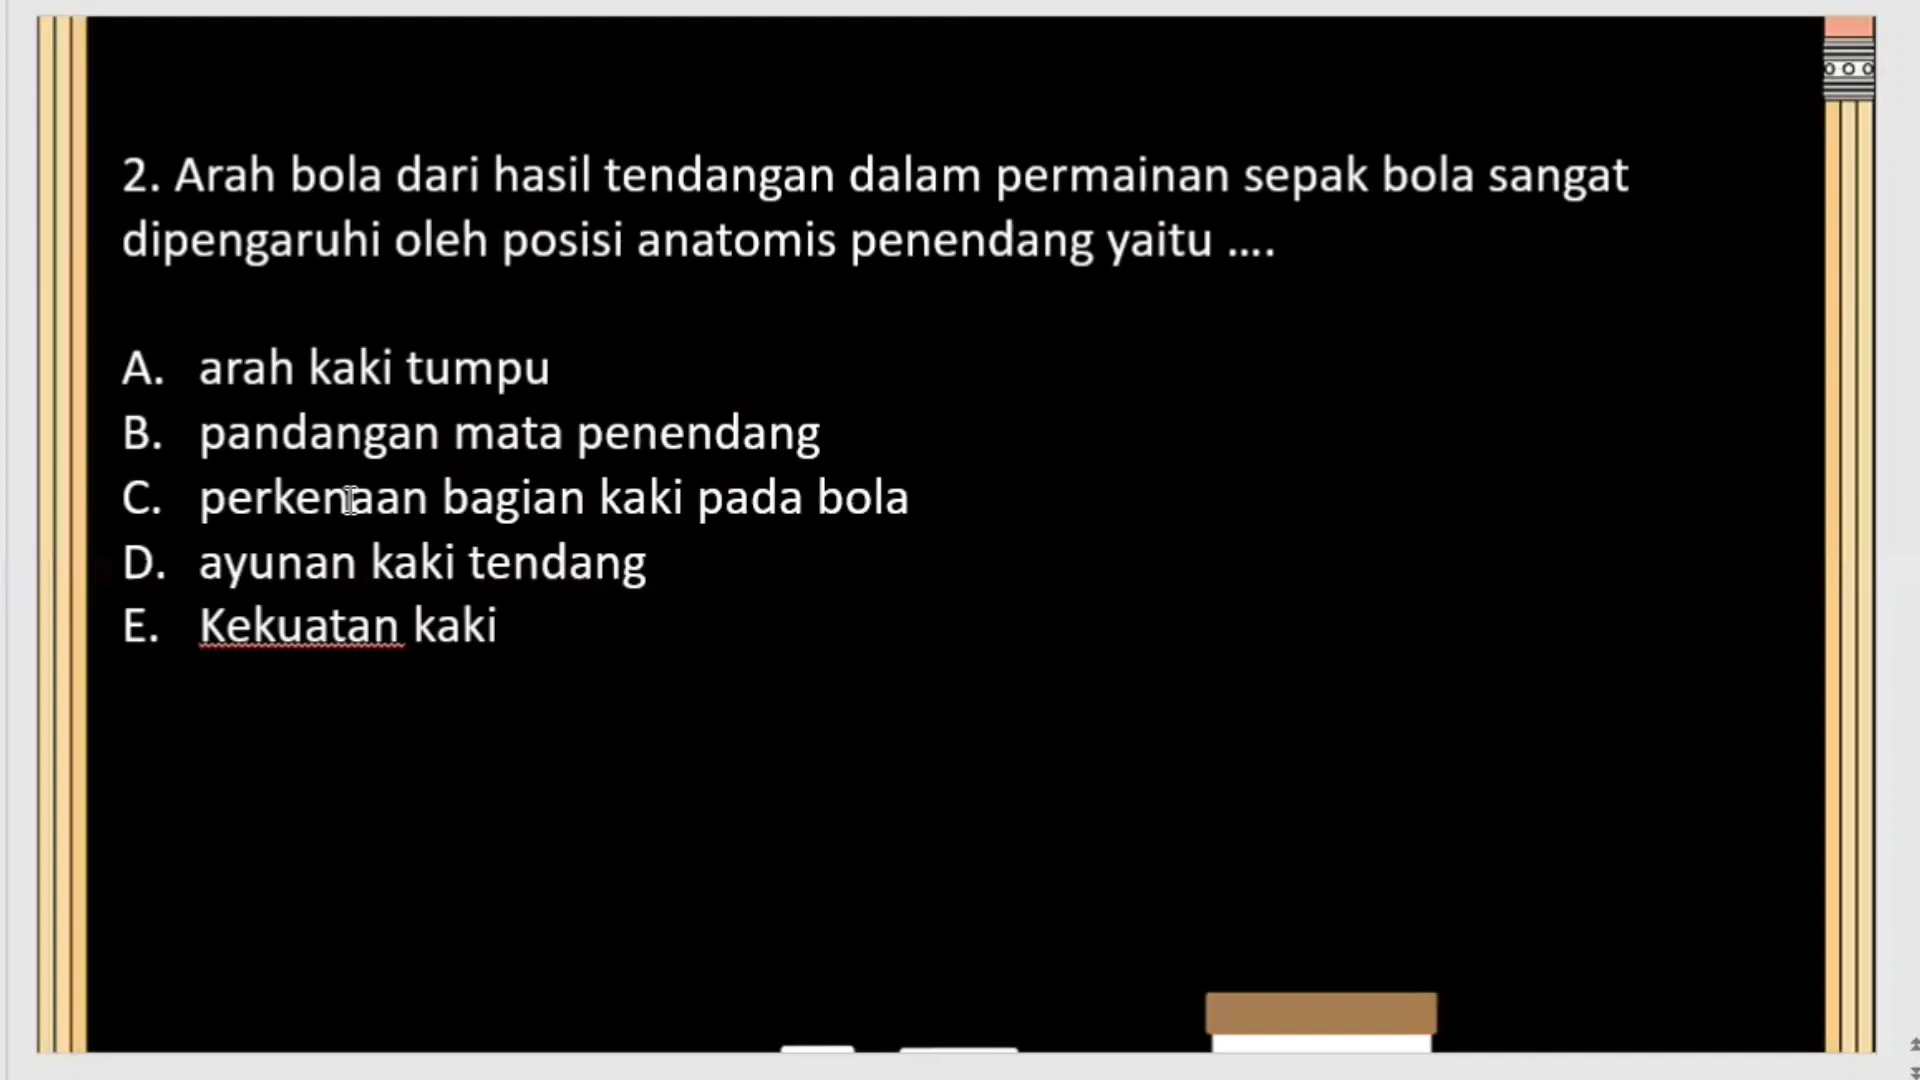 2. Arah bola dari hasil tendangan dalam permainan sepak bola sangat
dipengaruhi oleh posisi anatomis penendang yaitu ....
A. arah kaki tumpu
B. pandangan mata penendang
C. perkenaan bagian kaki pada bola
D. ayunan kaki tendang
E. Kekuatan kaki